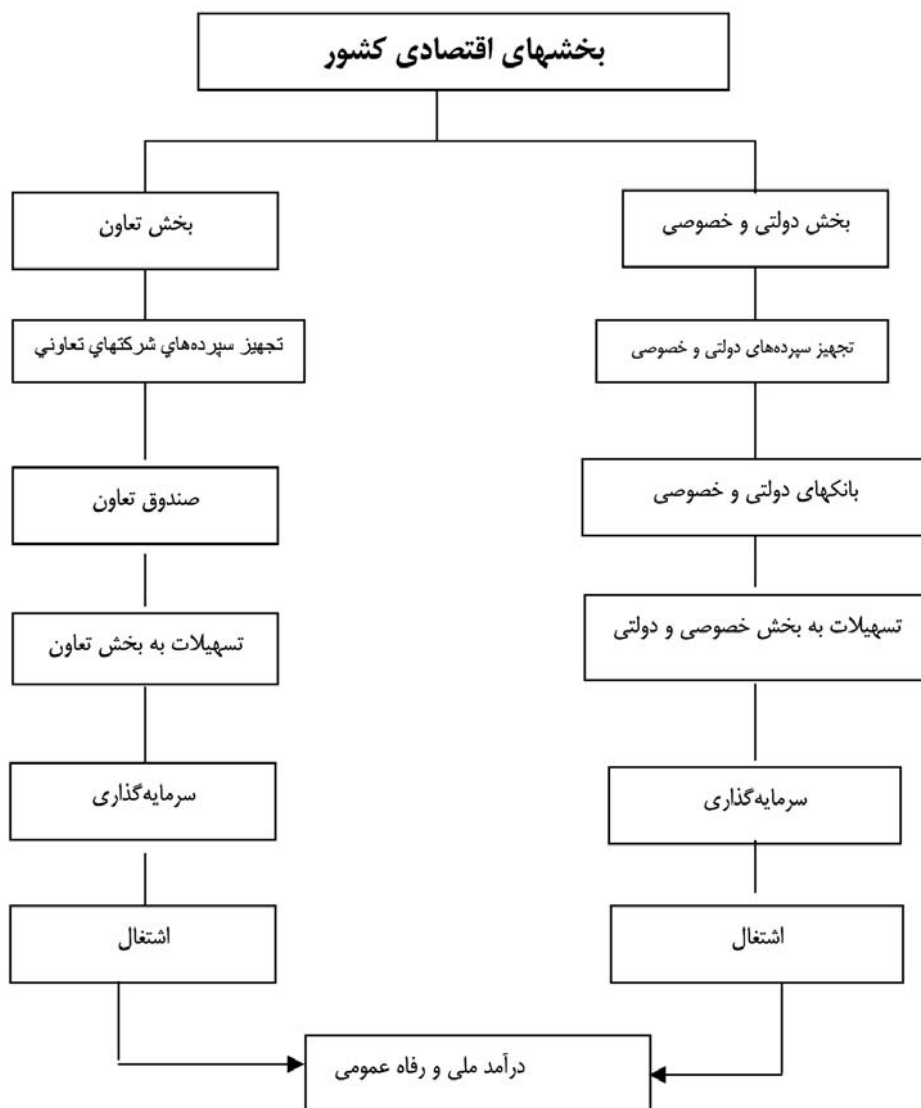 بخشهای اقتصادی کشور
بخش دولتی و خصوصی
بخش تعاون
تجهیز سپرده‌های دولتی و خصوصی
تجهيز سپرده‌هاي شركتهاي تعاوني
بانکهای دولتی و خصوصی
صندوق تعاون
تسهیلات به بخش خصوصی و دولتی
تسهیلات به بخش تعاون
سرمایه‌گذاری
سرمایه‌گذاری
اشتغال
اشتغال
درآمد ملی و رفاه عمومی